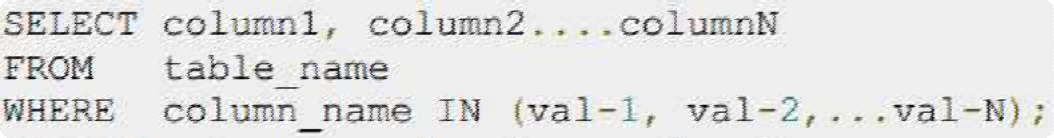 SELECT column1, column2....columnN
FROM table_name
WHERE column_name IN (val-1, val-2,...val-N);